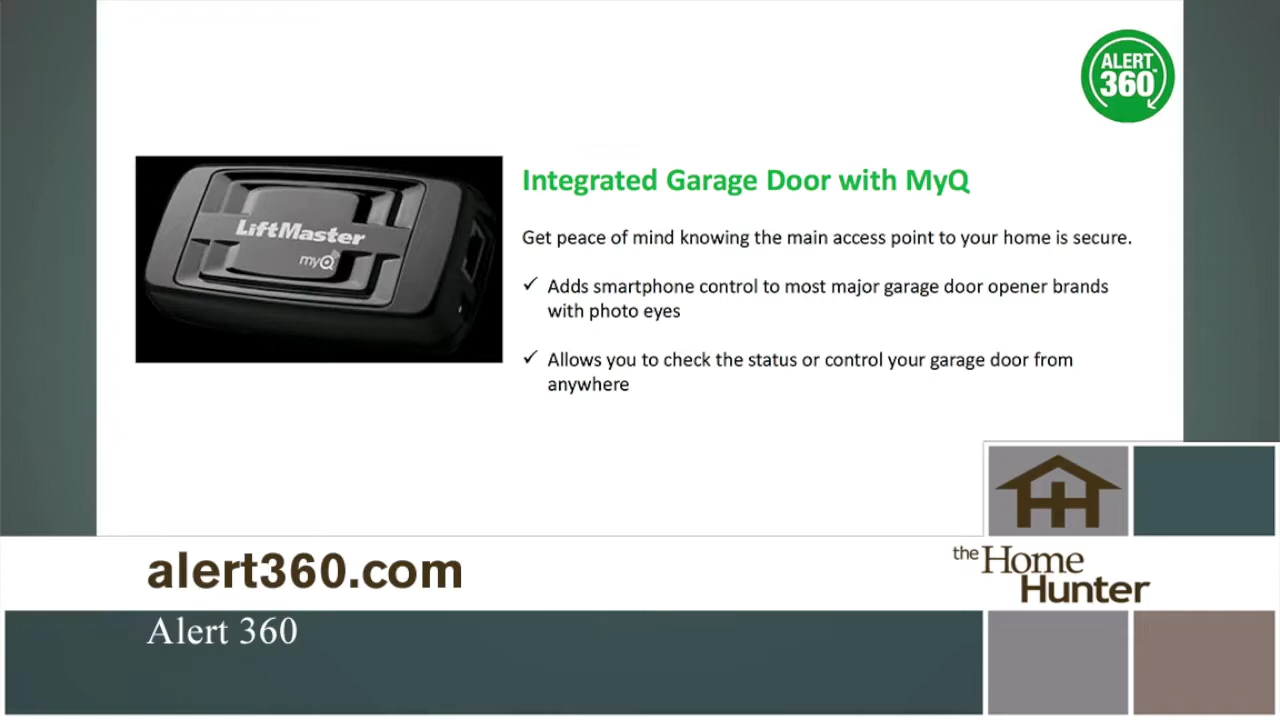 ALERT
360
Integrated Garage Door with MyQ
LiftMaster
myQ
Get peace of mind knowing the main access point to your home is secure.
✓ Adds smartphone control to most major garage door opener brands
with photo eyes
✓ Allows you to check the status or control your garage door from
anywhere
alert360.com
Alert 360
the Home
Hunter